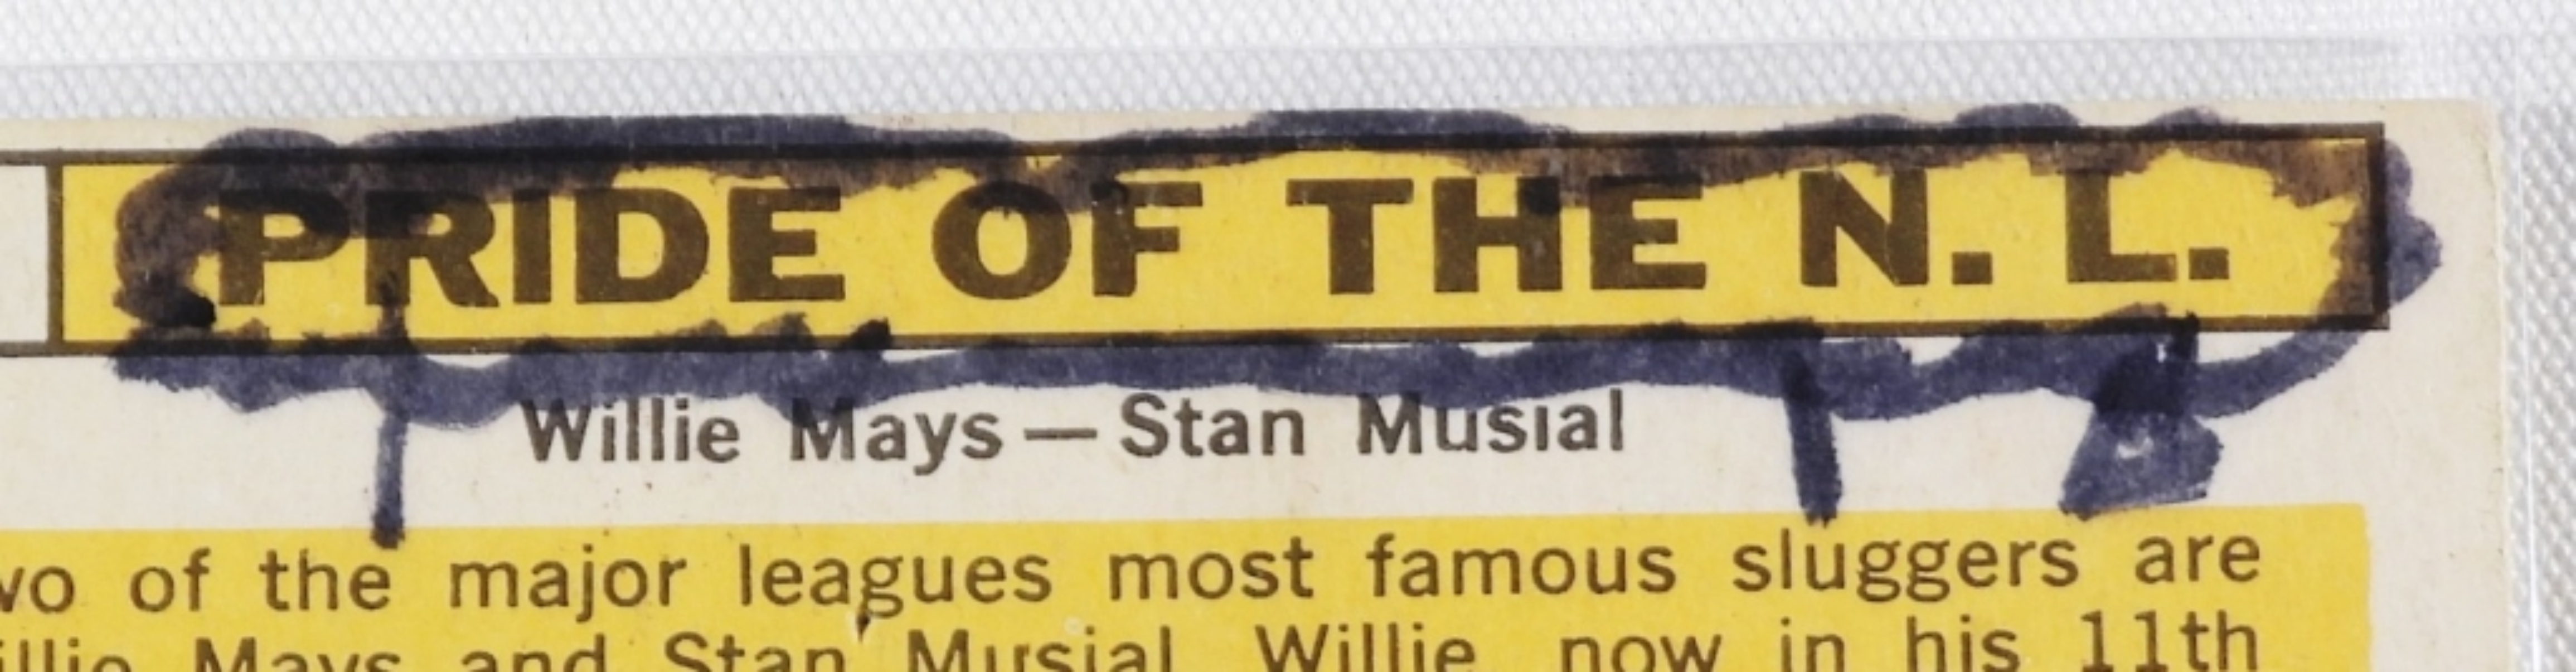 PRIDE OF THE N. L.
Willie Mays — Stan Musial
of the major leagues most famous sluggers are
Mays and Stan Musial Willie now in his 11th